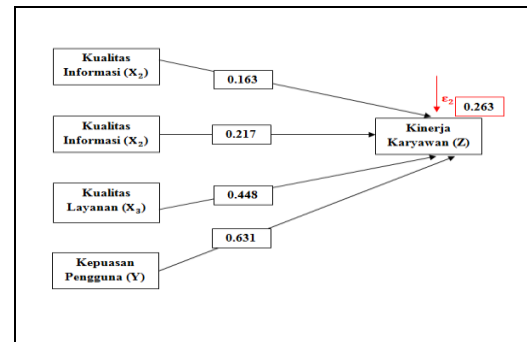 Kualitas
Informasi (X₂)
0.163
ε₂
0.263
Kualitas
Informasi (X₂)
0.217
Kinerja
Karyawan (Z)
Kualitas
Layanan (X₃)
0.448
0.631
Kepuasan
Pengguna (Y)